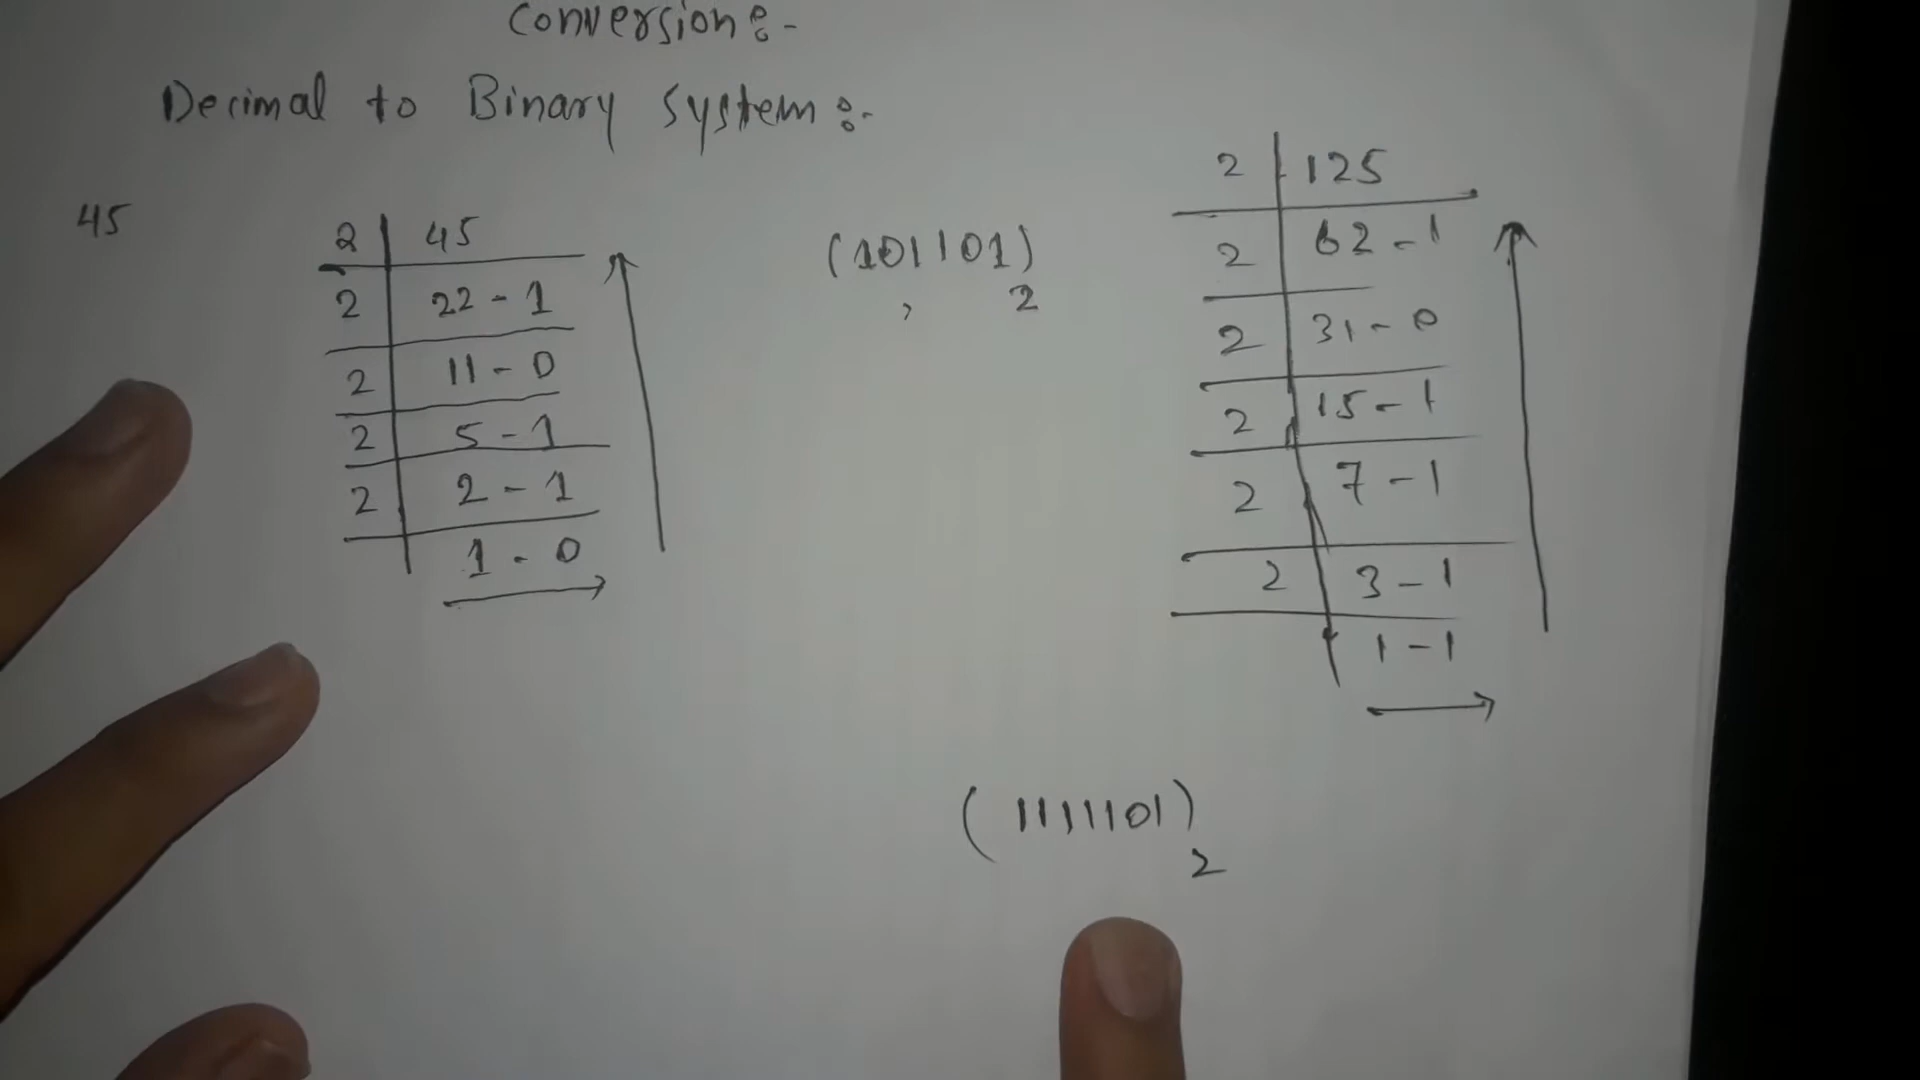 Conversion:-
Decimal to Binary System:-
45
2 | 45
2 | 22 - 1
2 | 11 - 0
2 | 5 - 1
2 | 2 - 1
1 - 0
(101101)
, 2
2 | 125
2 | 62 - 1
2 | 31 - 0
2 | 15 - 1
2 | 7 - 1
2 | 3 - 1
1 - 1
(1111101)
2